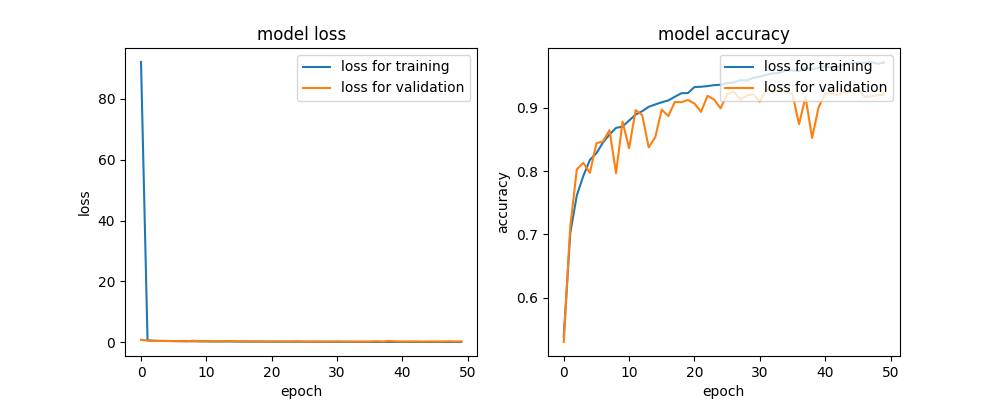 model loss
loss for training
loss for validation
80
60
40
20
0
loss
0 10 20 30 40 50
epoch
model accuracy
loss for training
loss for validation
0.9
0.8
0.7
0.6
accuracy
0 10 20 30 40 50
epoch